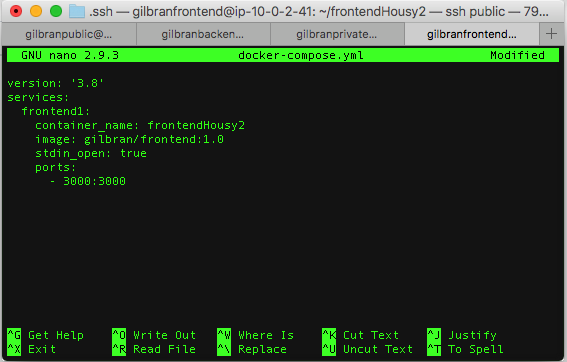 .ssh — gilbranfrontend@ip-10-0-2-41: ~/frontendHousy2 — ssh public — 79...
gilbranpublic@... gilbranbacken... gilbranprivate... gilbranfrontend... +
GNU nano 2.9.3 docker-compose.yml Modified
version: '3.8'
services:
  frontend1:
    container_name: frontendHousy2
    image: gilbran/frontend:1.0
    stdin_open: true
    ports:
      - 3000:3000
^G Get Help ^O Write Out ^W Where Is ^K Cut Text ^J Justify
^X Exit ^R Read File ^\ Replace ^U Uncut Text ^T To Spell